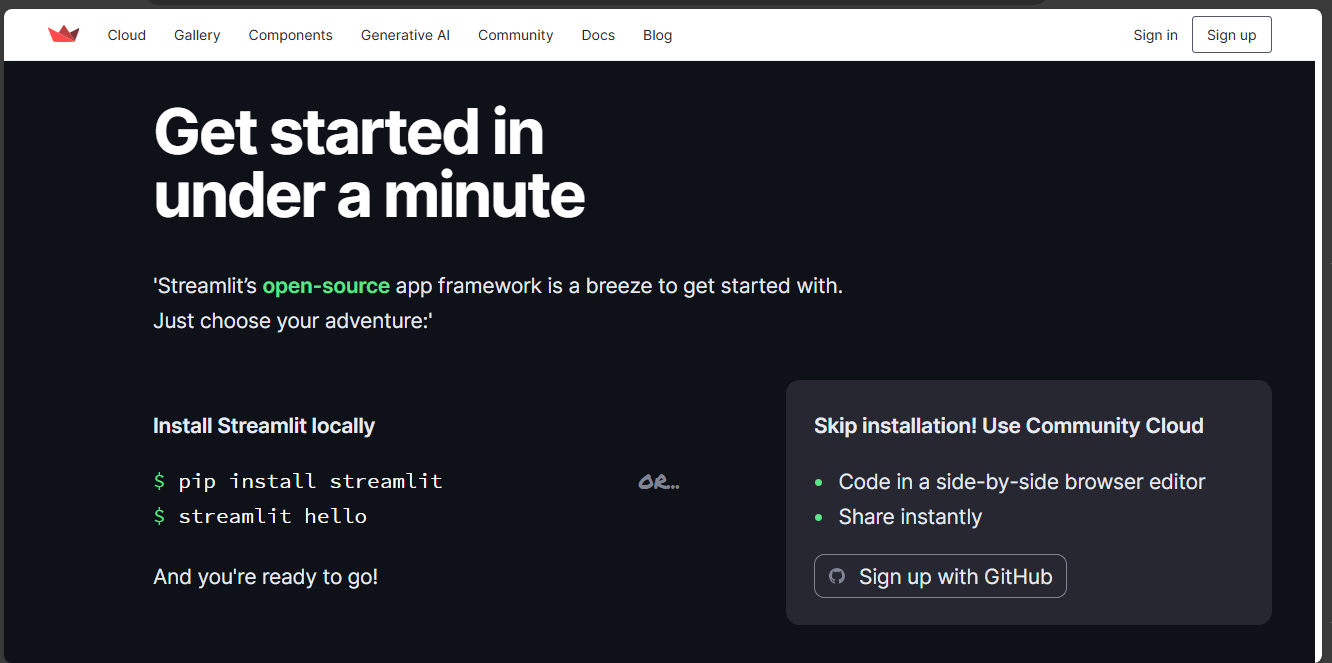 Cloud Gallery Components Generative AI Community Docs Blog Sign in Sign up
Get started in
under a minute
'Streamlit’s open-source app framework is a breeze to get started with.
Just choose your adventure:'
Install Streamlit locally
$ pip install streamlit
$ streamlit hello
And you're ready to go!
OR...
Skip installation! Use Community Cloud
Code in a side-by-side browser editor
Share instantly
Sign up with GitHub